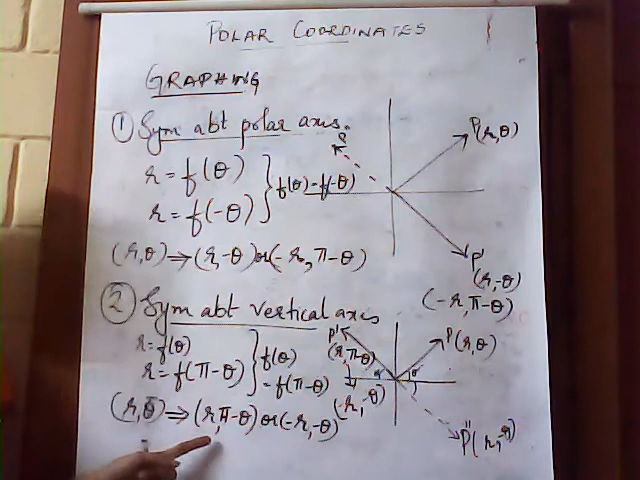 POLAR COORDINATES
GRAPHING
① Sym abt polar axis.
r = f(θ)
r = f(-θ)
} f(θ) = f(-θ)
(r,θ) ⇒ (r,-θ) or (-r, π-θ)
P(r,θ)
P'
(r,-θ)
(-r, π-θ)
② Sym abt vertical axis
r = f(θ)
r = f(π-θ)
} f(θ)
= f(π-θ)
(r,θ) ⇒ (r, π-θ) or (-r,-θ)
P'
(r, π-θ)
(-r, -θ)
P(r,θ)
P''(r,-θ)